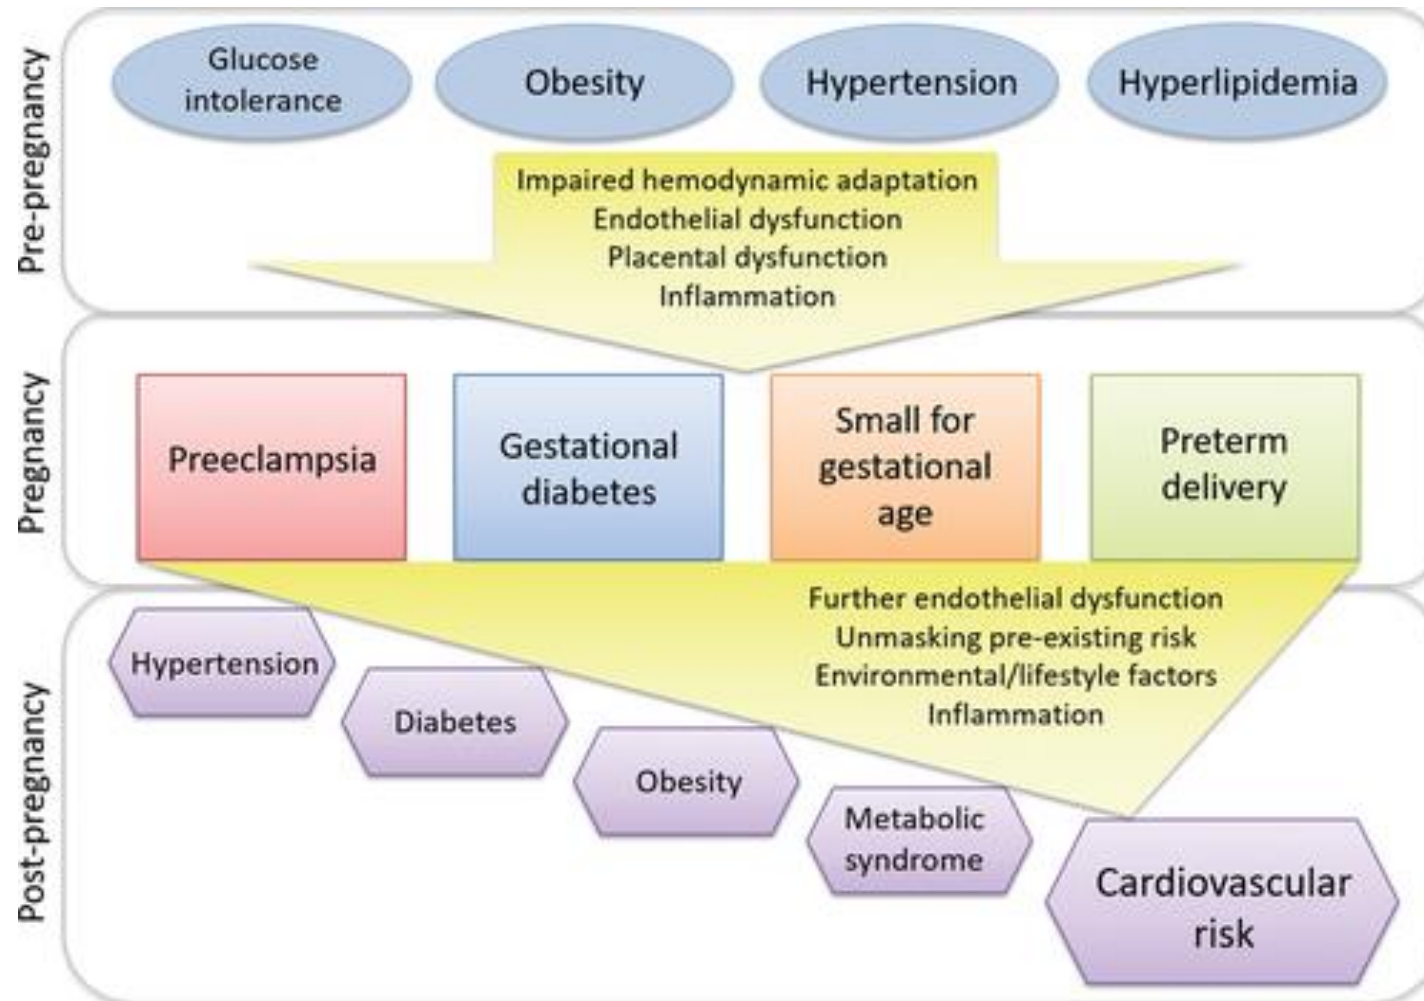 Pre-pregnancy
Glucose
intolerance
Obesity
Hypertension
Hyperlipidemia
Impaired hemodynamic adaptation
Endothelial dysfunction
Placental dysfunction
Inflammation
Pregnancy
Preeclampsia
Gestational
diabetes
Small for
gestational
age
Preterm
delivery
Post-pregnancy
Further endothelial dysfunction
Unmasking pre-existing risk
Environmental/lifestyle factors
Inflammation
Hypertension
Diabetes
Obesity
Metabolic
syndrome
Cardiovascular
risk